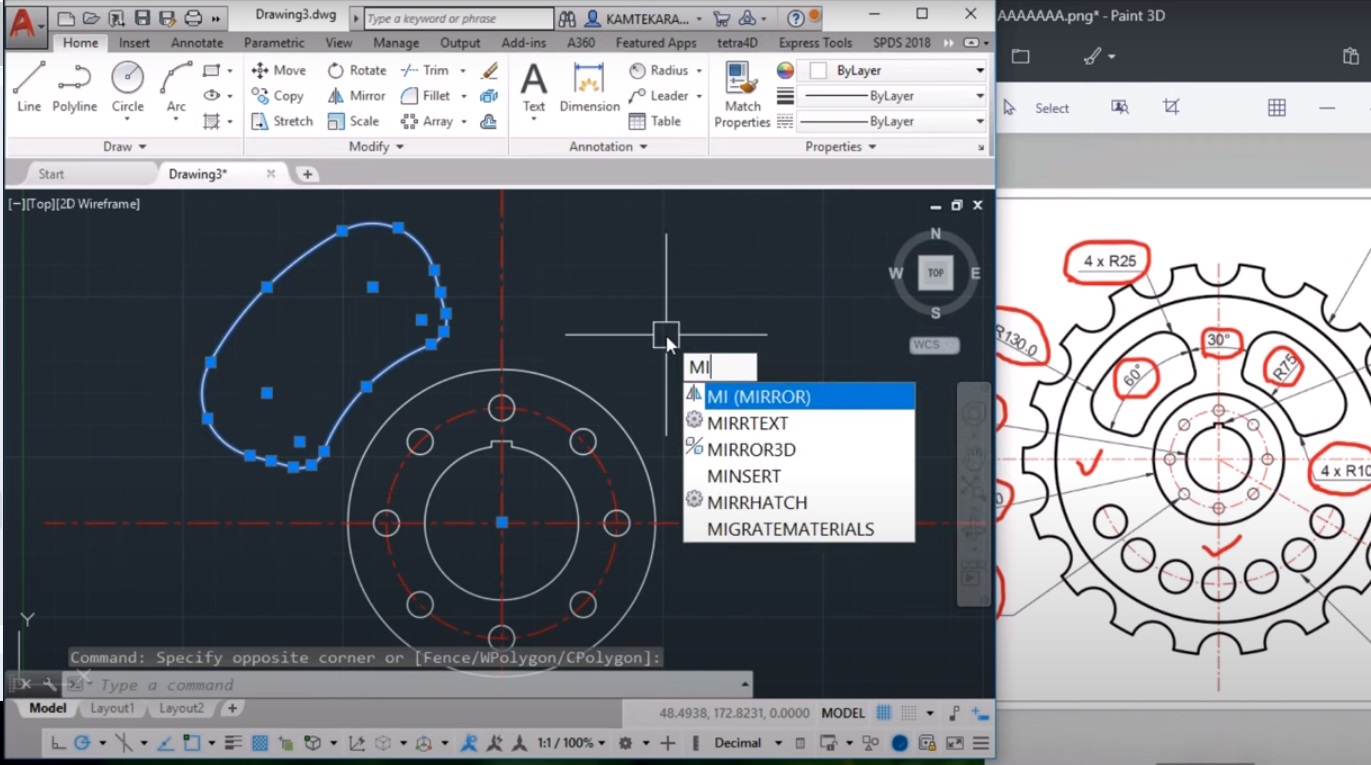 Drawing3.dwg
Type a keyword or phrase
KAMTEKARA...
AAAAAAA.png* - Paint 3D
Home Insert Annotate Parametric View Manage Output Add-ins A360 Featured Apps tetra4D Express Tools SPDS 2018
Line Polyline Circle Arc
Move Rotate Trim
Copy Mirror Fillet
Stretch Scale Array
Text Dimension
Radius
Leader
Table
Match
Properties
ByLayer
ByLayer
ByLayer
Select
Draw Modify Annotation Properties
Start Drawing3* +
[−][Top][2D Wireframe]
N
W TOP E
S
WCS
MI
MI (MIRROR)
MIRRTEXT
MIRROR3D
MINSERT
MIRRHATCH
MIGRATEMATERIALS
4 x R25
R130.0
30°
60°
R75
4 x R10
0
Y
X
Command: Specify opposite corner or [Fence/WPolygon/CPolygon]:
Type a command
Model Layout1 Layout2 +
48.4938, 172.8231, 0.0000 MODEL
1:1 / 100% Decimal